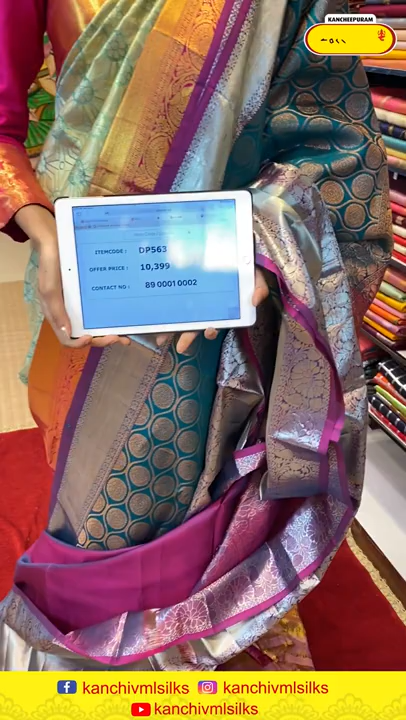 KANCHEEPURAM
ITEMCODE : DP563
OFFER PRICE : 10,399
CONTACT NO : 89 0001 0002
kanchivmlsilks kanchivmlsilks
kanchivmlsilks